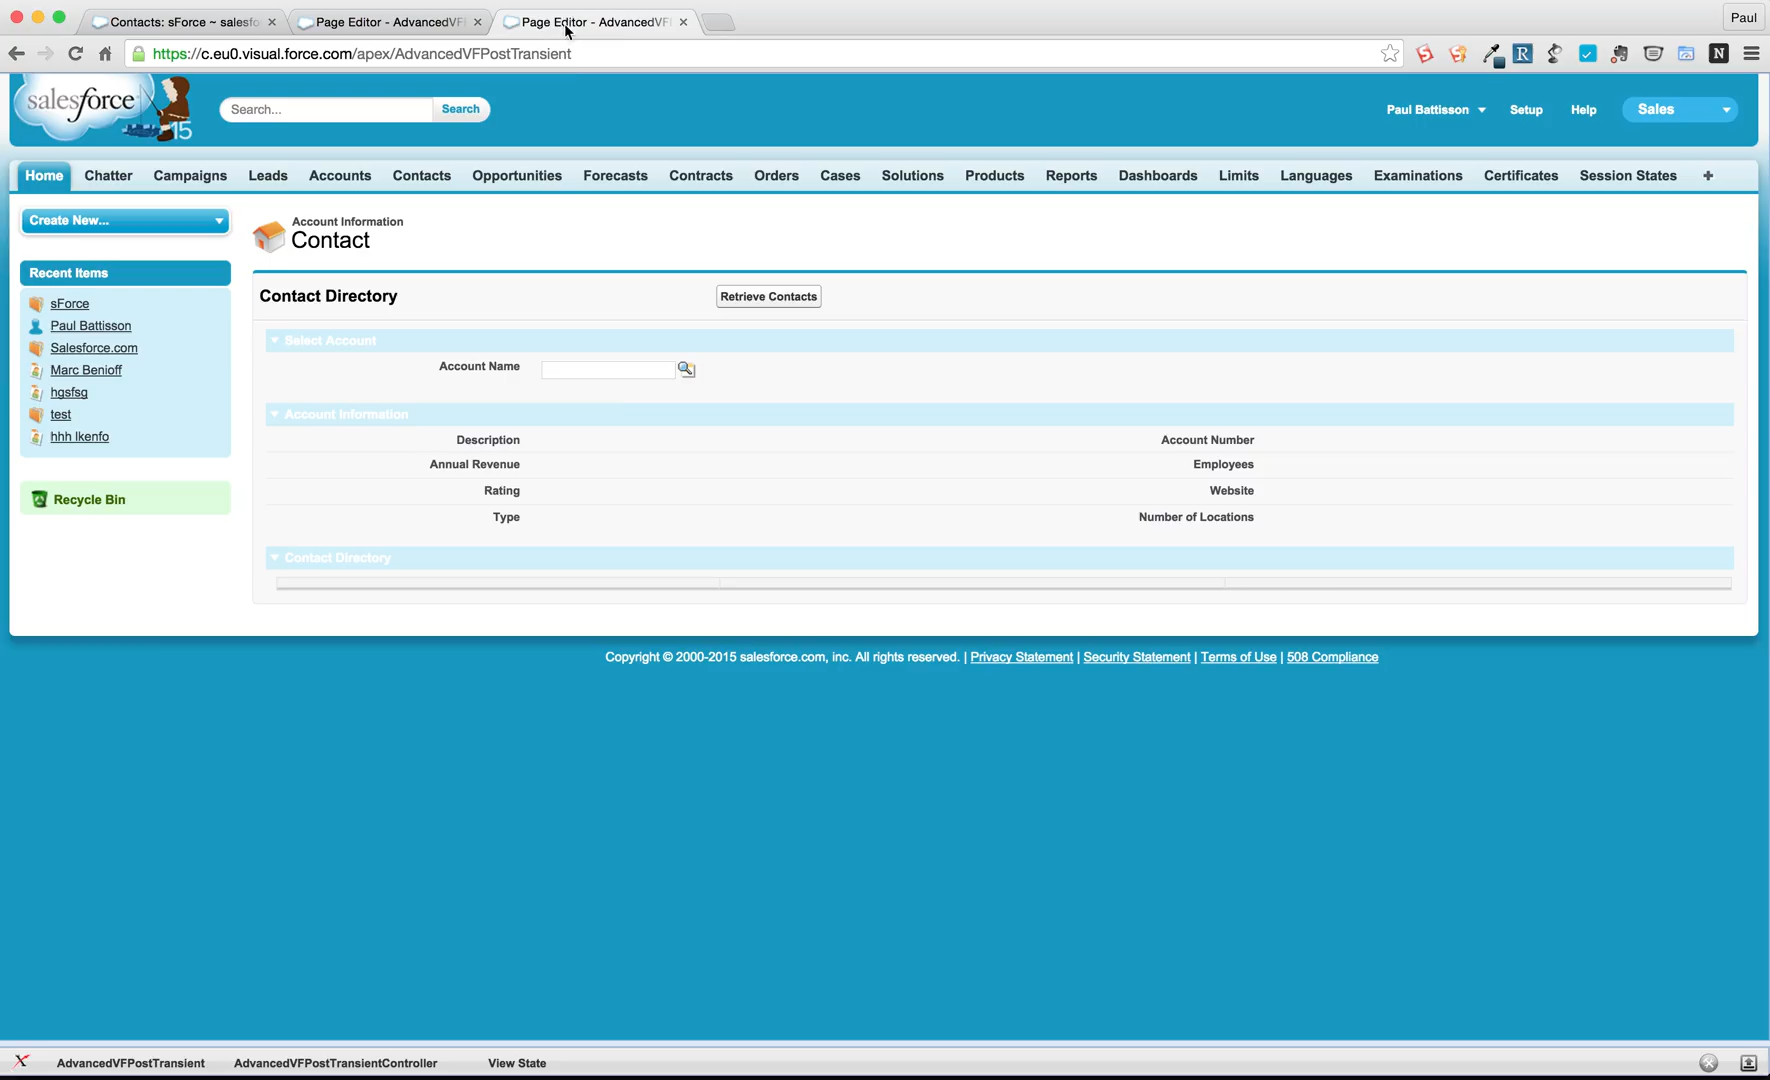 Contacts: sForce ~ salesfo
Page Editor - AdvancedVF
Page Editor - AdvancedVF
Paul
https://c.eu0.visual.force.com/apex/AdvancedVFPostTransient
salesforce
15
Search...
Search
Paul Battisson
Setup
Help
Sales
Home
Chatter
Campaigns
Leads
Accounts
Contacts
Opportunities
Forecasts
Contracts
Orders
Cases
Solutions
Products
Reports
Dashboards
Limits
Languages
Examinations
Certificates
Session States
Create New...
Recent Items
sForce
Paul Battisson
Salesforce.com
Marc Benioff
hgsfsg
test
hhh lkenfo
Recycle Bin
Account Information
Contact
Contact Directory
Retrieve Contacts
Select Account
Account Name
Account Information
Description
Account Number
Annual Revenue
Employees
Rating
Website
Type
Number of Locations
Contact Directory
Copyright © 2000-2015 salesforce.com, inc. All rights reserved. | Privacy Statement | Security Statement | Terms of Use | 508 Compliance
AdvancedVFPostTransient
AdvancedVFPostTransientController
View State